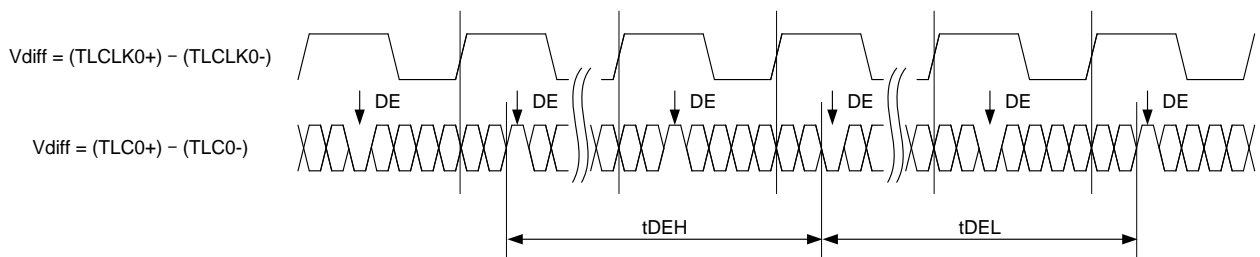 Vdiff = (TLCLK0+) − (TLCLK0-)
DE DE DE DE DE DE
Vdiff = (TLC0+) − (TLC0-)
tDEH tDEL